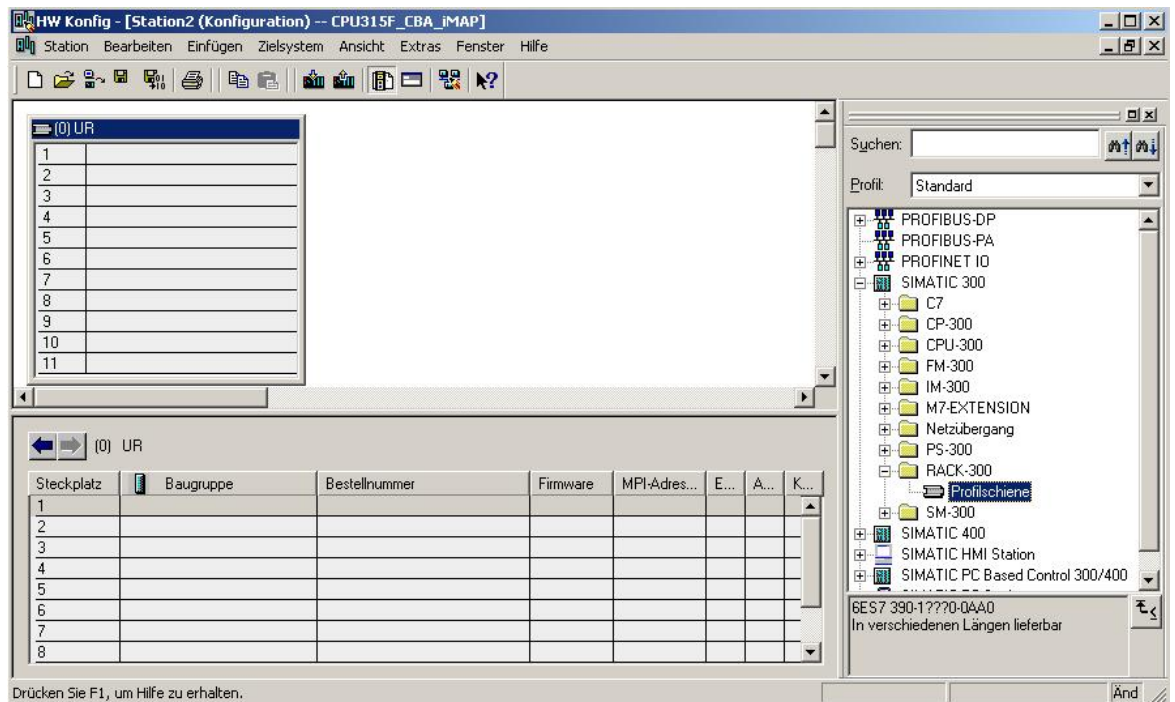 HW Konfig - [Station2 (Konfiguration) -- CPU315F_CBA_iMAP]
Station Bearbeiten Einfügen Zielsystem Ansicht Extras Fenster Hilfe
(0) UR
1
2
3
4
5
6
7
8
9
10
11
(0) UR
Steckplatz Baugruppe Bestellnummer Firmware MPI-Adres... E... A... K...
1
2
3
4
5
6
7
8
Suchen:
Profil: Standard
PROFIBUS-DP
PROFIBUS-PA
PROFINET IO
SIMATIC 300
C7
CP-300
CPU-300
FM-300
IM-300
M7-EXTENSION
Netzübergang
PS-300
RACK-300
Profilschiene
SM-300
SIMATIC 400
SIMATIC HMI Station
SIMATIC PC Based Control 300/400
6ES7 390-1???0-0AA0
In verschiedenen Längen lieferbar
Drücken Sie F1, um Hilfe zu erhalten.
Änd